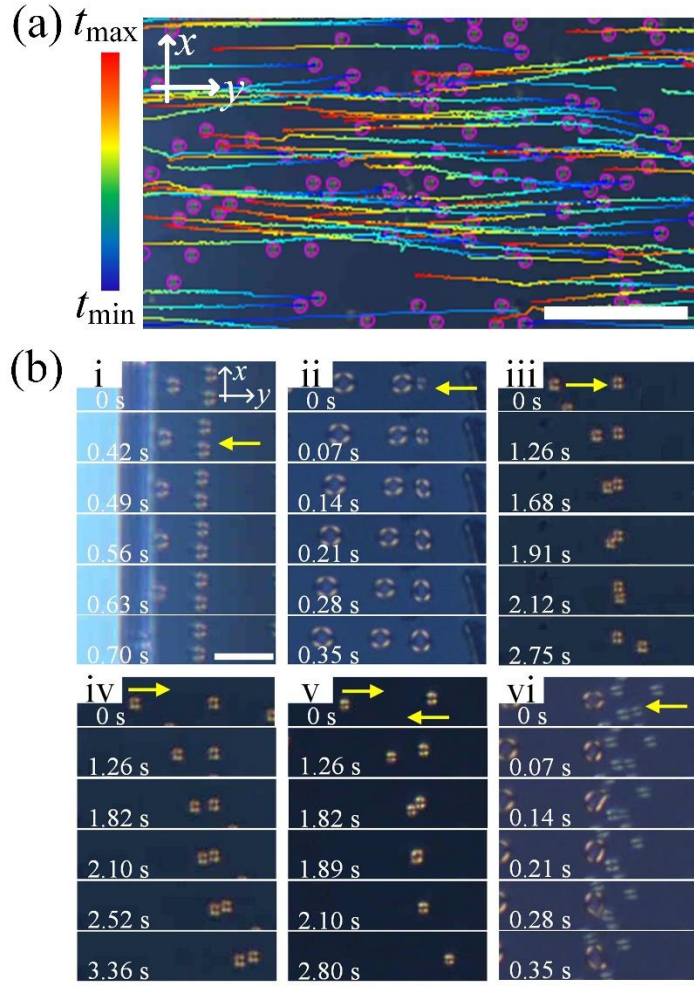 (a)
t_max
x
y
t_min
(b)
i
x
y
0 s
0.42 s
0.49 s
0.56 s
0.63 s
0.70 s
ii
0 s
0.07 s
0.14 s
0.21 s
0.28 s
0.35 s
iii
0 s
1.26 s
1.68 s
1.91 s
2.12 s
2.75 s
iv
0 s
1.26 s
1.82 s
2.10 s
2.52 s
3.36 s
v
0 s
1.26 s
1.82 s
1.89 s
2.10 s
2.80 s
vi
0 s
0.07 s
0.14 s
0.21 s
0.28 s
0.35 s